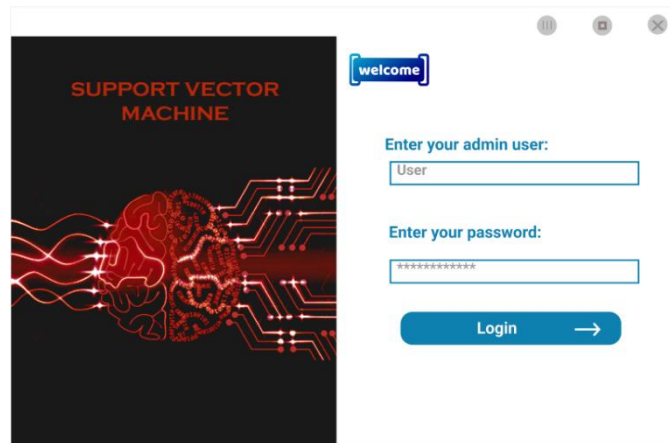 SUPPORT VECTOR
MACHINE
welcome
Enter your admin user:
User
Enter your password:
************
Login